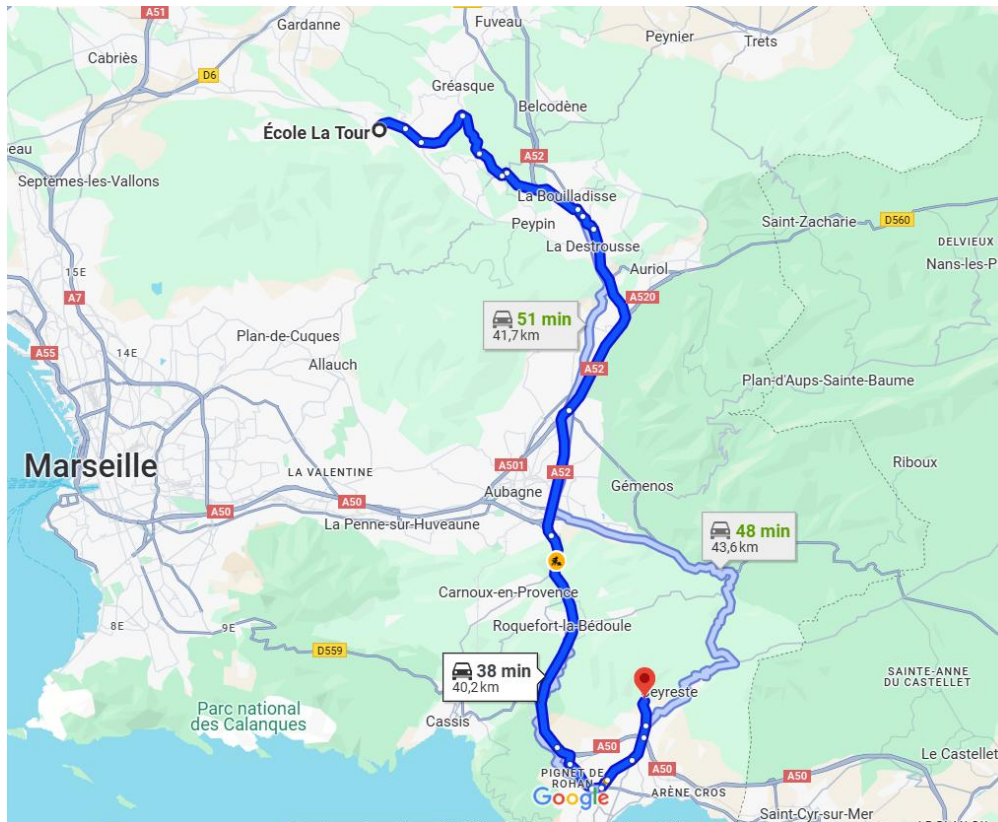 A51
Gardanne
Fuveau
Peynier
Trets
Cabriès
D6
Gréasque
Belcodène
École La Tour
eau
A52
Septèmes-les-Vallons
La Bouilladisse
Peypin
Saint-Zacharie
D560
La Destrousse
DELVIEUX
Nans-les-P
15E
Auriol
A7
A520
51 min
41,7 km
Plan-de-Cuques
A55
14E
Allauch
A52
Plan-d'Aups-Sainte-Baume
Marseille
LA VALENTINE
A501
A52
Riboux
Gémenos
Aubagne
A50
A50
La Penne-sur-Huveaune
48 min
43,6 km
Carnoux-en-Provence
8E
9E
Roquefort-la-Bédoule
D559
38 min
40,2 km
SAINTE-ANNE
DU CASTELLET
eyreste
Parc national
des Calanques
Cassis
A50
Le Castellet
A50
A50
PIGNET DE
ROHAN
Google
ARÈNE CROS
Saint-Cyr-sur-Mer